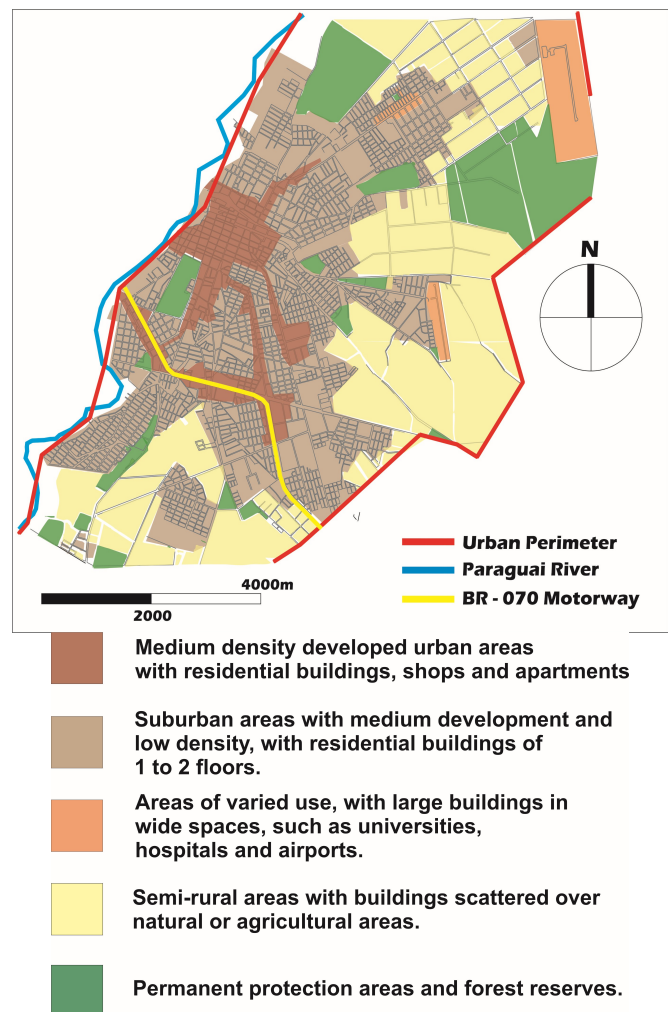 N
Urban Perimeter
Paraguai River
BR - 070 Motorway
4000m
2000
Medium density developed urban areas
with residential buildings, shops and apartments
Suburban areas with medium development and
low density, with residential buildings of
1 to 2 floors.
Areas of varied use, with large buildings in
wide spaces, such as universities,
hospitals and airports.
Semi-rural areas with buildings scattered over
natural or agricultural areas.
Permanent protection areas and forest reserves.